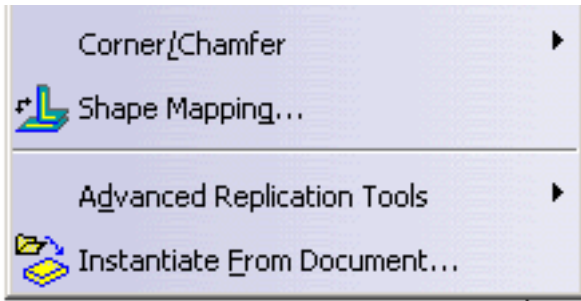 Corner/Chamfer
Shape Mapping...
Advanced Replication Tools
Instantiate From Document...